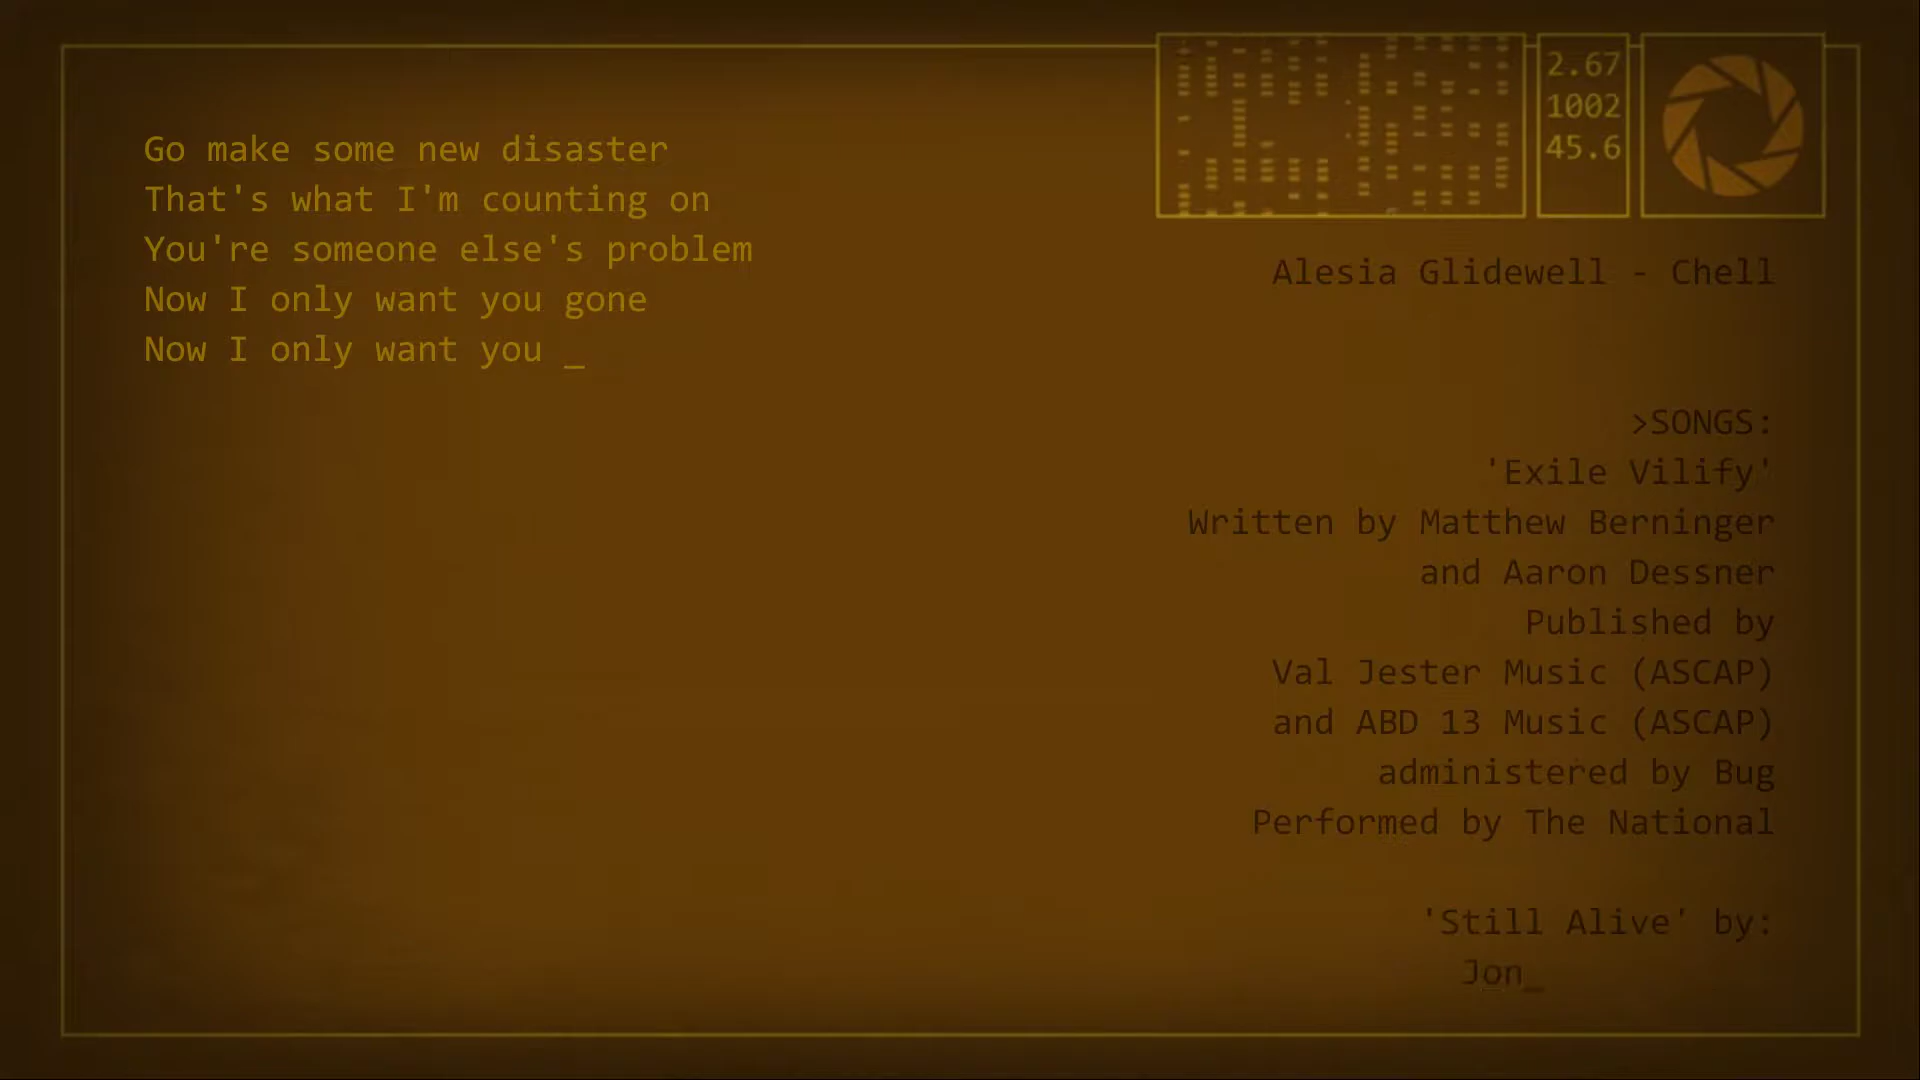 Go make some new disaster
That's what I'm counting on
You're someone else's problem
Now I only want you gone
Now I only want you _
2.67
1002
45.6
Alesia Glidewell - Chell
>SONGS:
'Exile Vilify'
Written by Matthew Berninger
and Aaron Dessner
Published by
Val Jester Music (ASCAP)
and ABD 13 Music (ASCAP)
administered by Bug
Performed by The National
'Still Alive' by:
Jon_